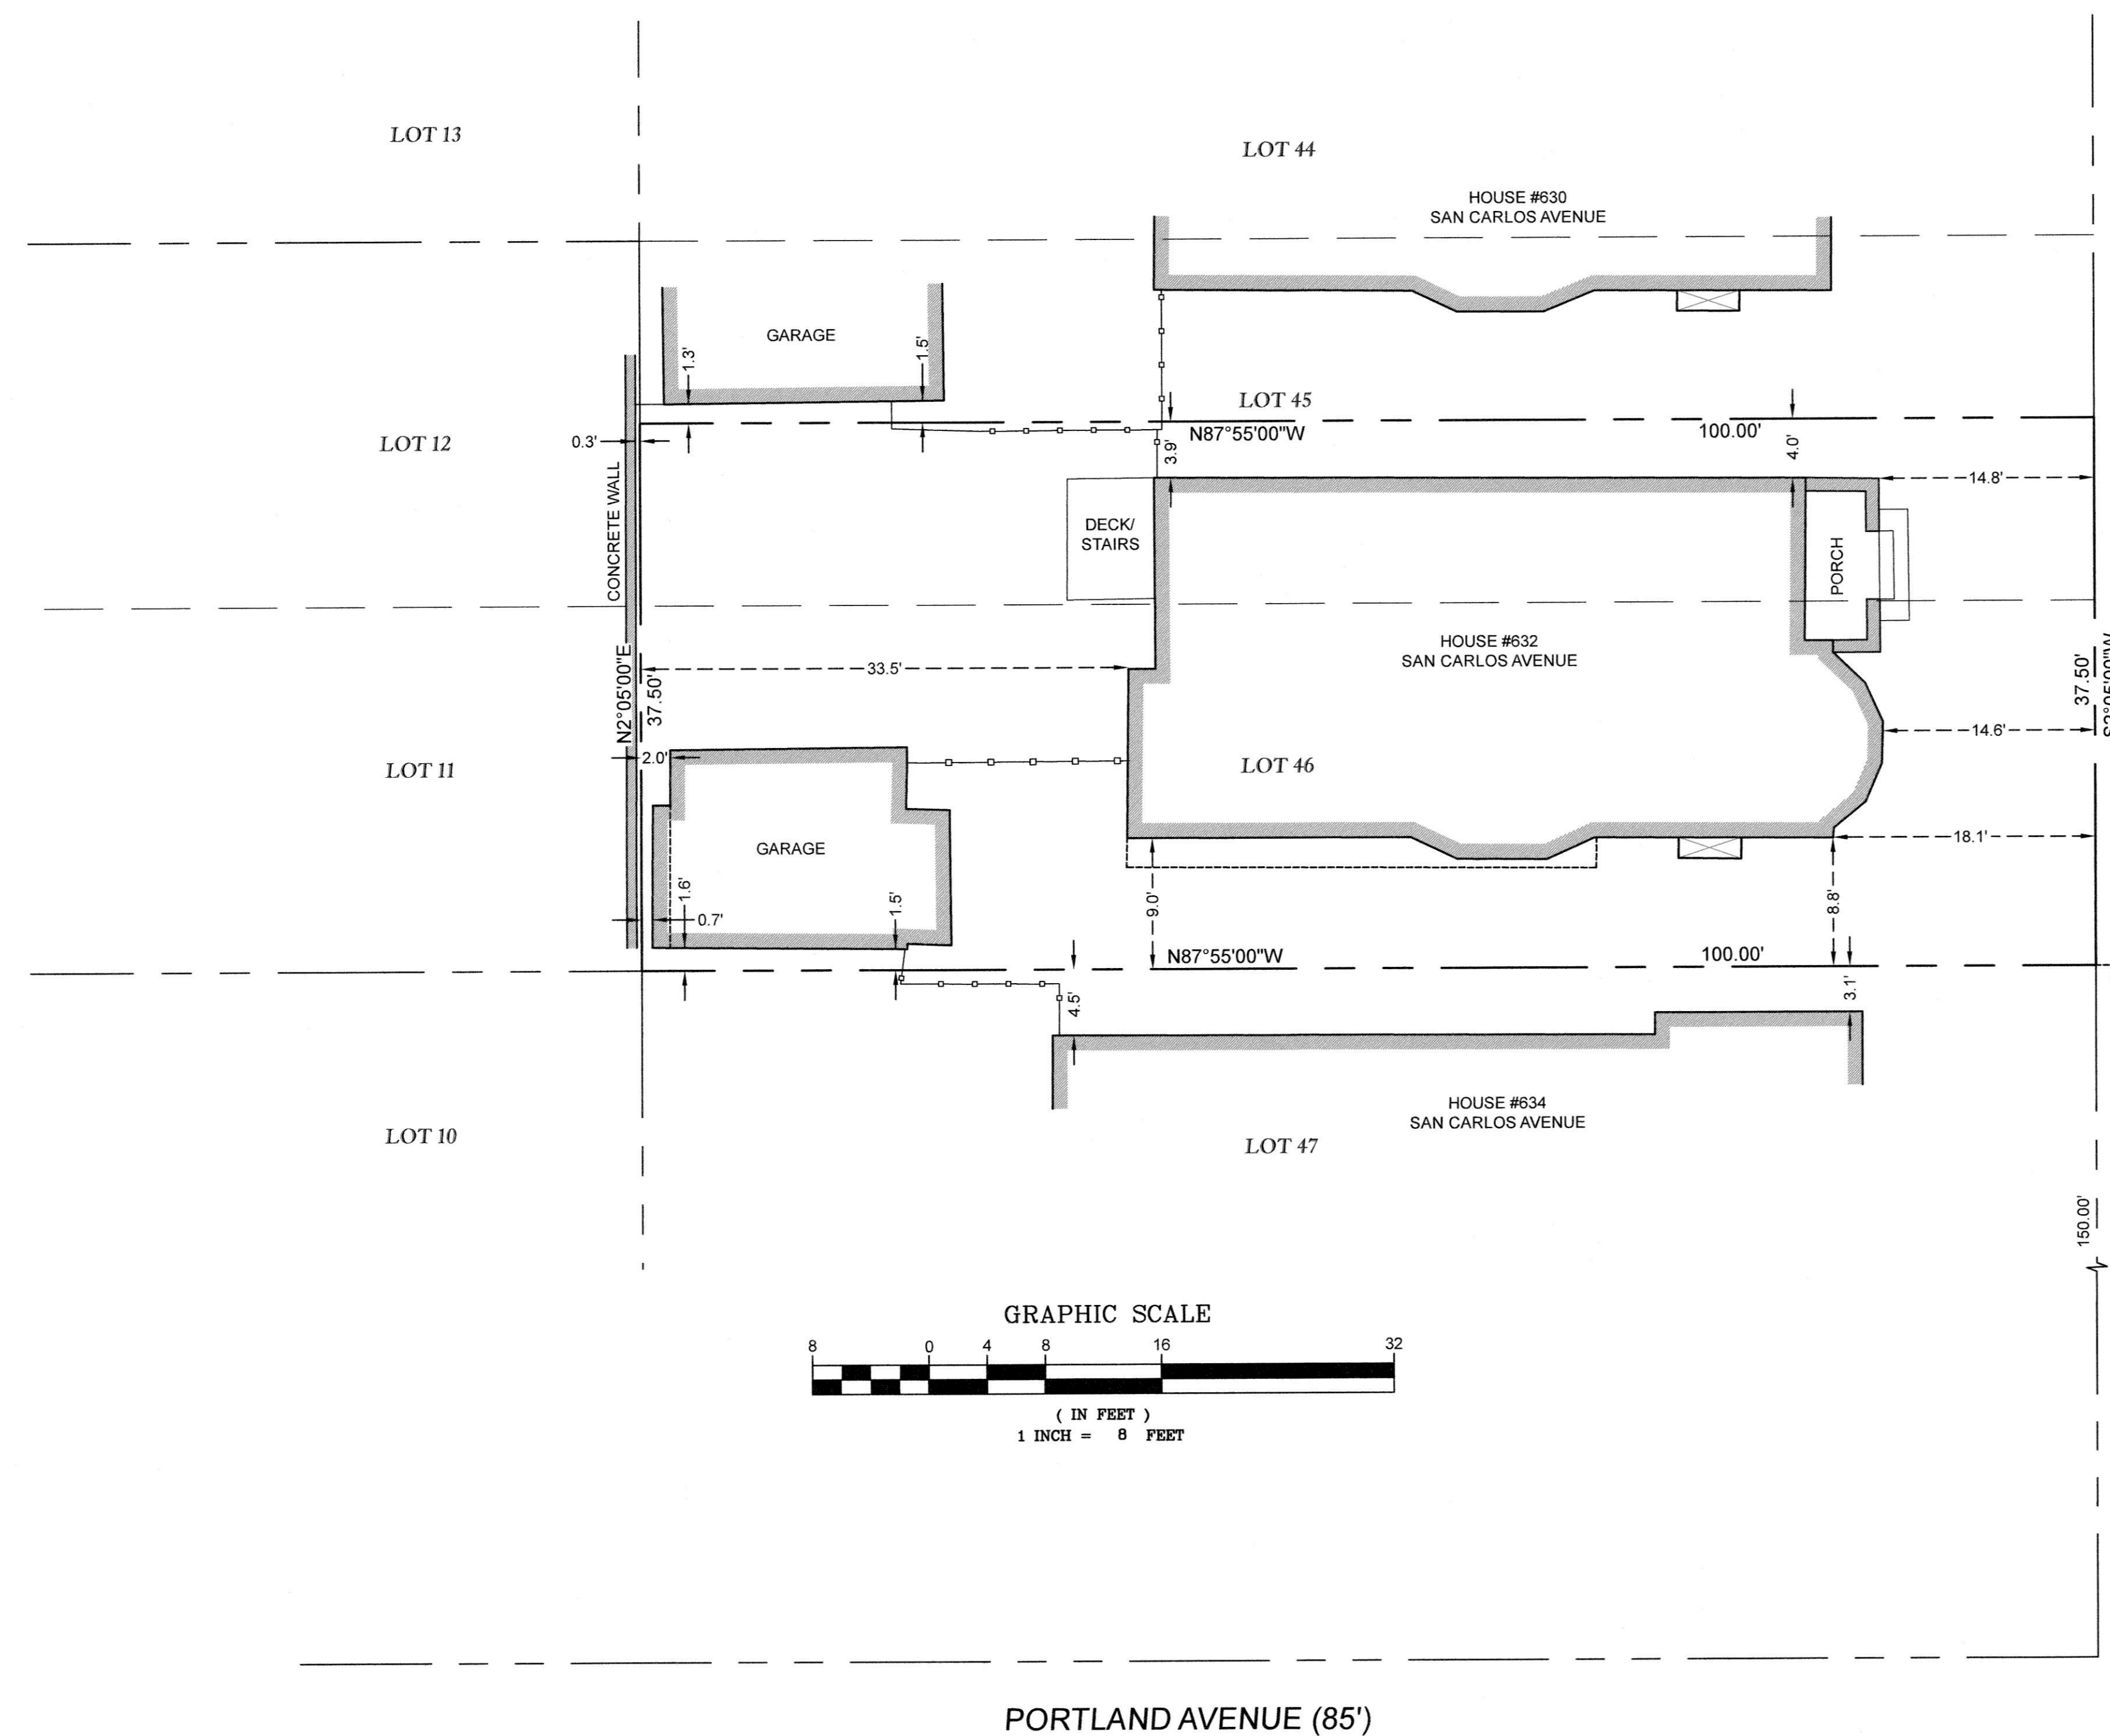 LOT 13
LOT 44
HOUSE #630
SAN CARLOS AVENUE
GARAGE
1.3'
1.5'
LOT 45
LOT 12
0.3'
N87°55'00"W
100.00'
3.9'
4.0'
14.8'
CONCRETE WALL
DECK/
STAIRS
PORCH
HOUSE #632
SAN CARLOS AVENUE
33.5'
N2°05'00"E
37.50'
37.50'
14.6'
2.0'
LOT 11
LOT 46
GARAGE
18.1'
1.6'
1.5'
0.7'
9.0'
8.8'
N87°55'00"W
100.00'
4.5'
3.1'
HOUSE #634
SAN CARLOS AVENUE
LOT 10
LOT 47
150.00'
GRAPHIC SCALE
8 0 4 8 16 32
( IN FEET )
1 INCH = 8 FEET
PORTLAND AVENUE (85')